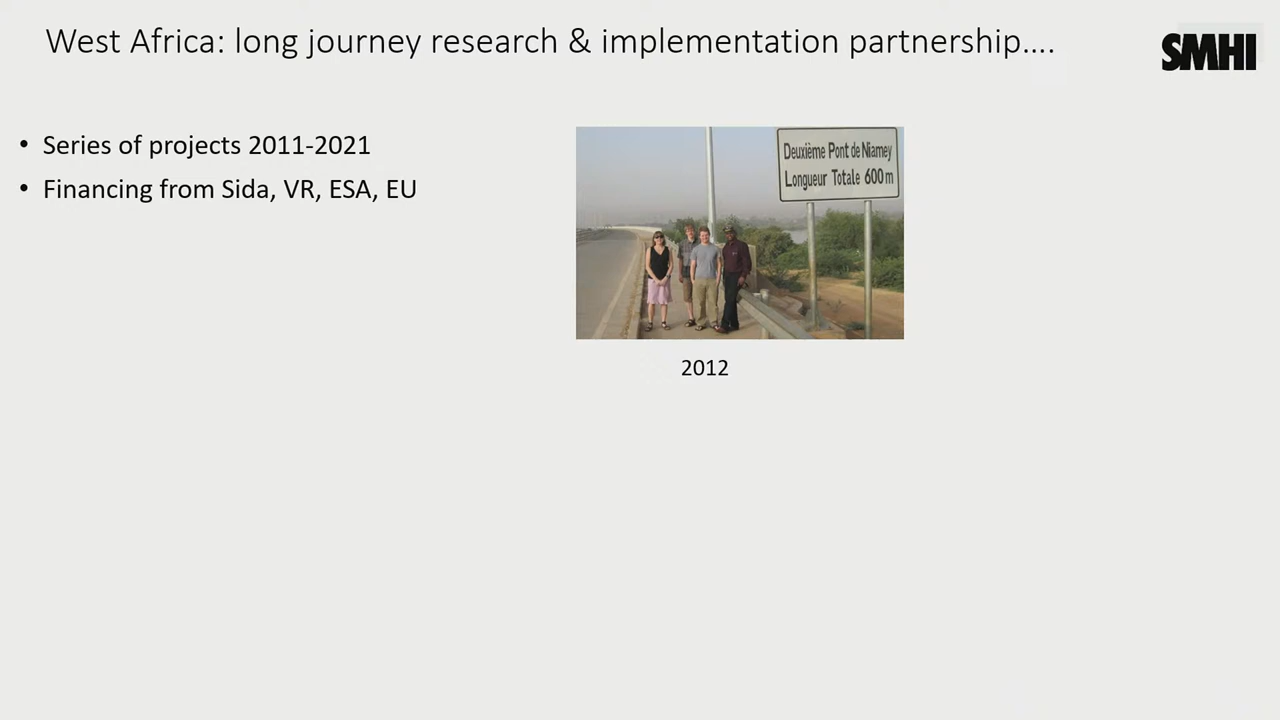 West Africa: long journey research & implementation partnership....
SMHI
• Series of projects 2011-2021
• Financing from Sida, VR, ESA, EU
Deuxième Pont de Niamey
Longueur Totale 600m
2012